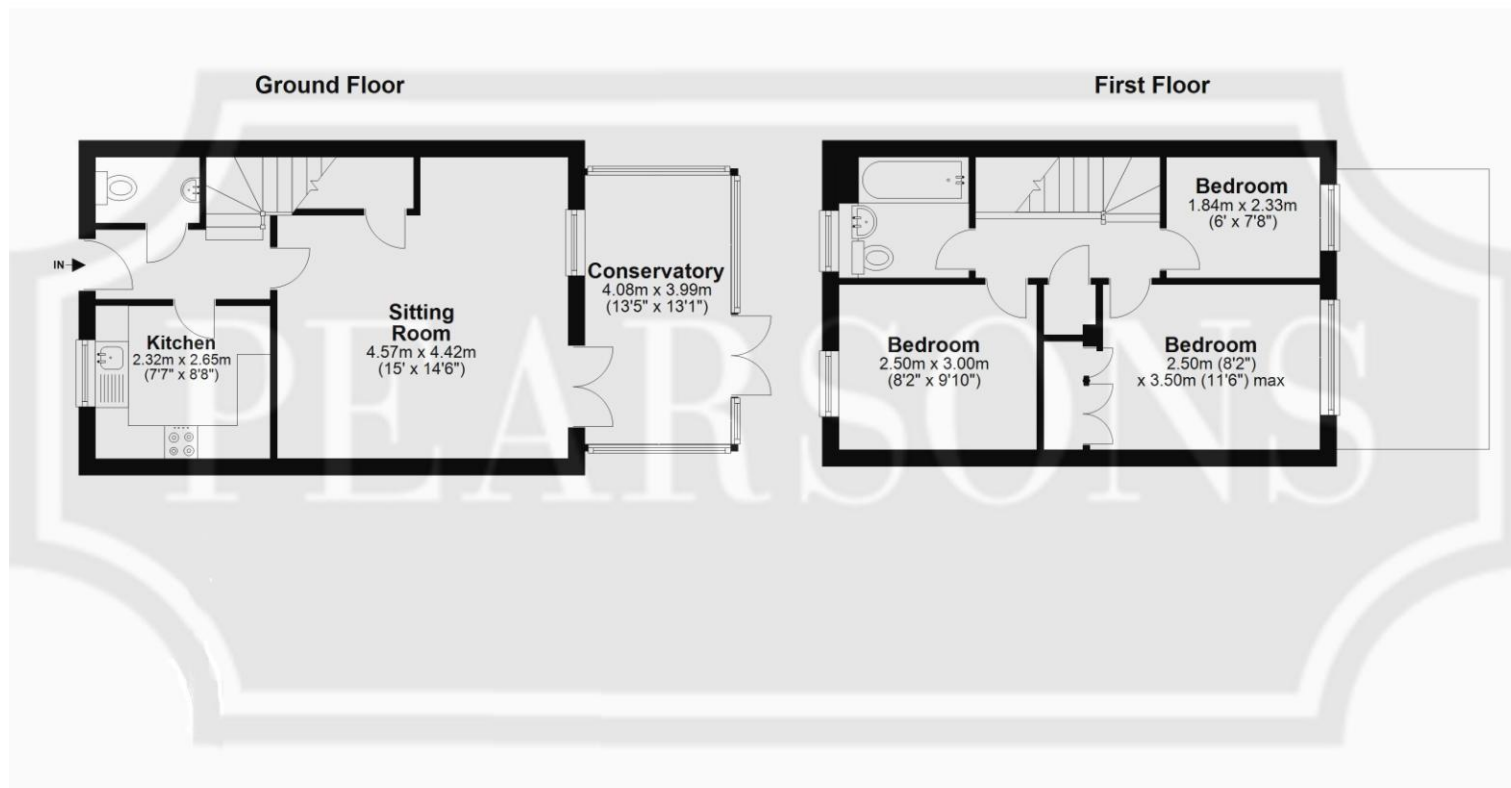 Ground Floor
First Floor
IN
Kitchen
2.32m x 2.65m
(7'7" x 8'8")
Sitting
Room
4.57m x 4.42m
(15' x 14'6")
Conservatory
4.08m x 3.99m
(13'5" x 13'1")
Bedroom
1.84m x 2.33m
(6' x 7'8")
Bedroom
2.50m x 3.00m
(8'2" x 9'10")
Bedroom
2.50m (8'2")
x 3.50m (11'6") max
PEARSONS